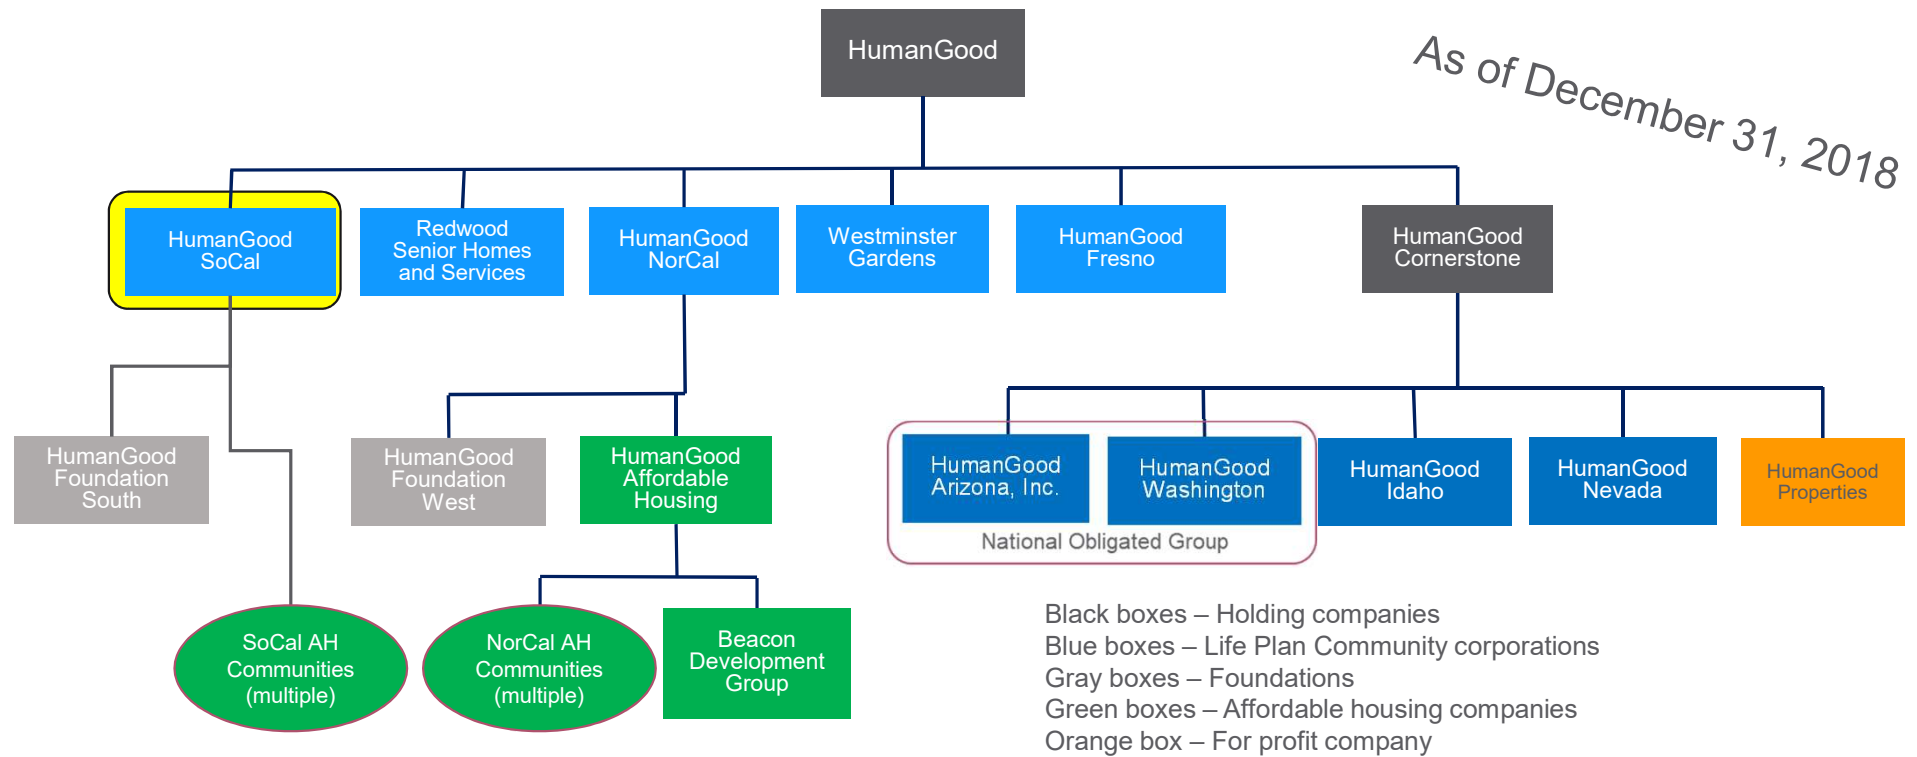 HumanGood
As of December 31, 2018
HumanGood
SoCal
Redwood
Senior Homes
and Services
HumanGood
NorCal
Westminster
Gardens
HumanGood
Fresno
HumanGood
Cornerstone
HumanGood
Foundation
South
HumanGood
Foundation
West
HumanGood
Affordable
Housing
HumanGood
Arizona, Inc.
HumanGood
Washington
National Obligated Group
HumanGood
Idaho
HumanGood
Nevada
HumanGood
Properties
SoCal AH
Communities
(multiple)
NorCal AH
Communities
(multiple)
Beacon
Development
Group
Black boxes – Holding companies
Blue boxes – Life Plan Community corporations
Gray boxes – Foundations
Green boxes – Affordable housing companies
Orange box – For profit company